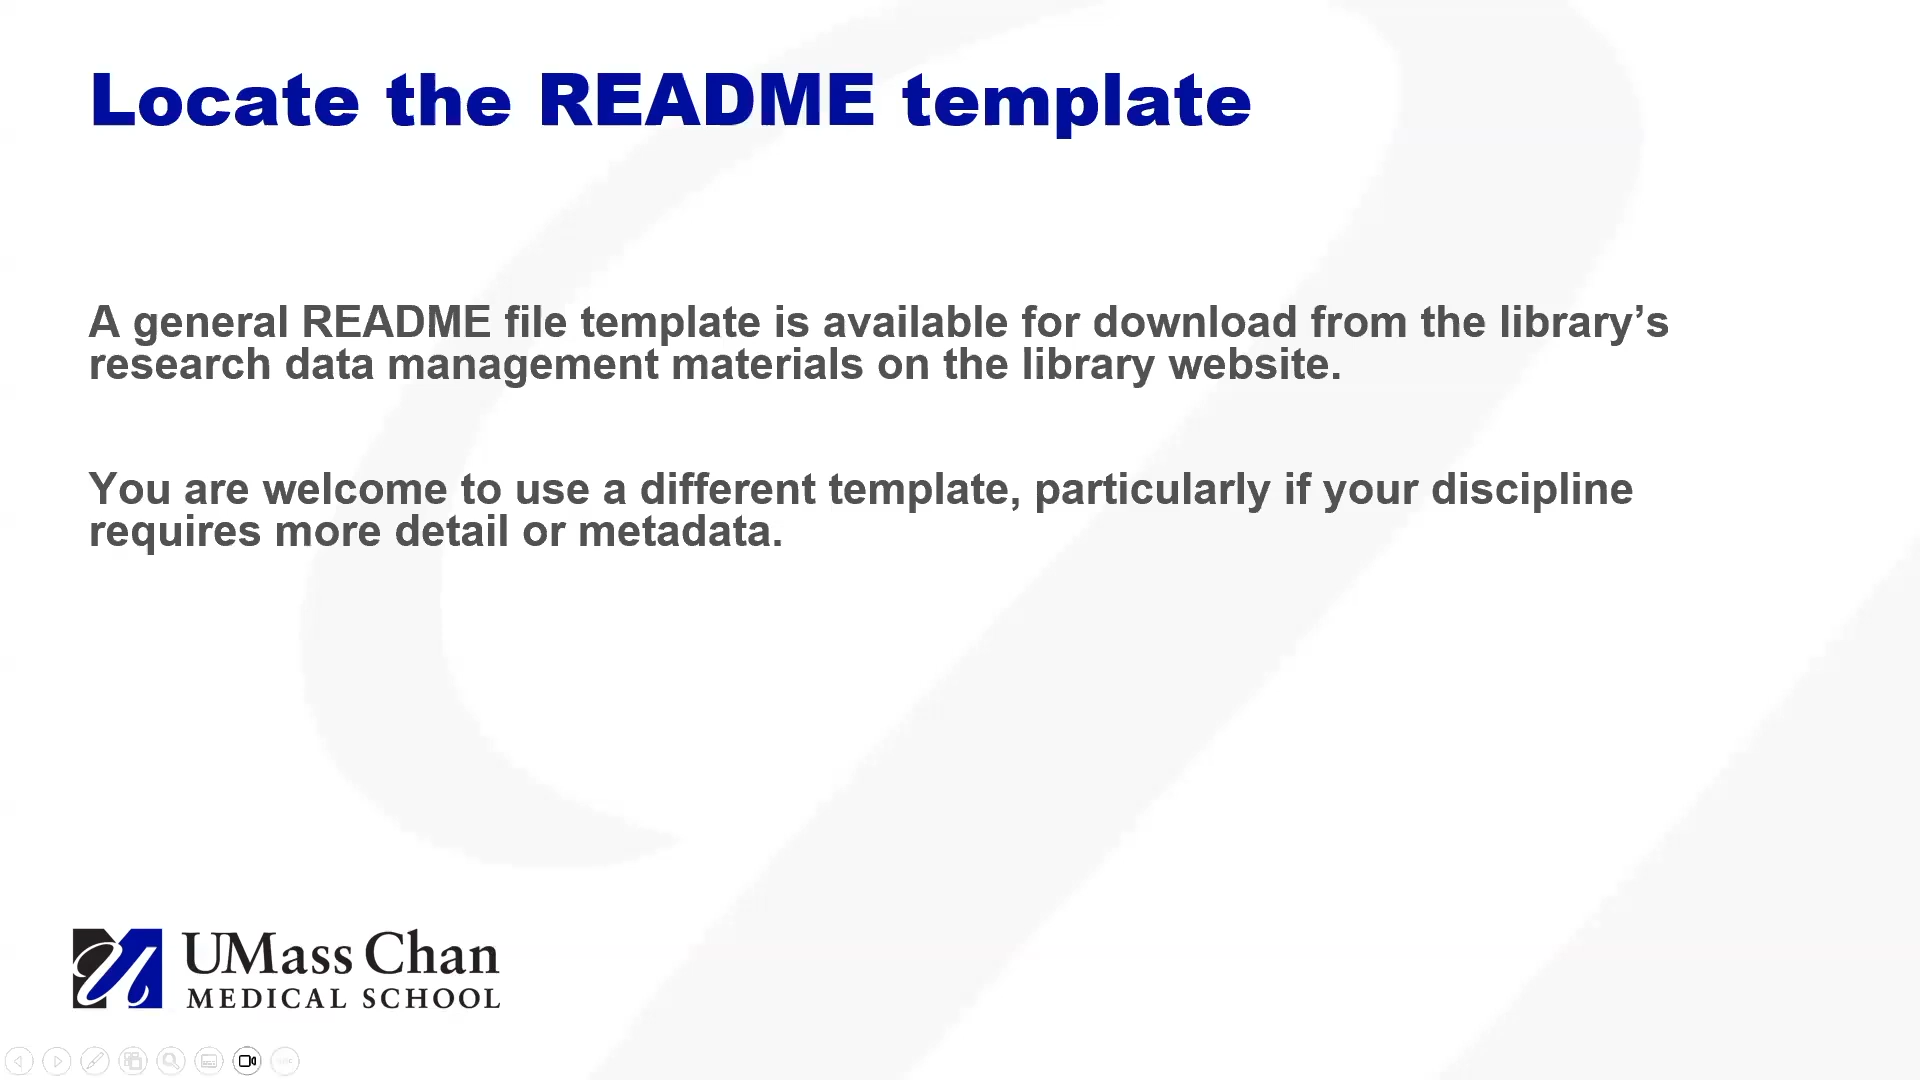 Locate the README template
A general README file template is available for download from the library’s
research data management materials on the library website.
You are welcome to use a different template, particularly if your discipline
requires more detail or metadata.
UMass Chan
MEDICAL SCHOOL